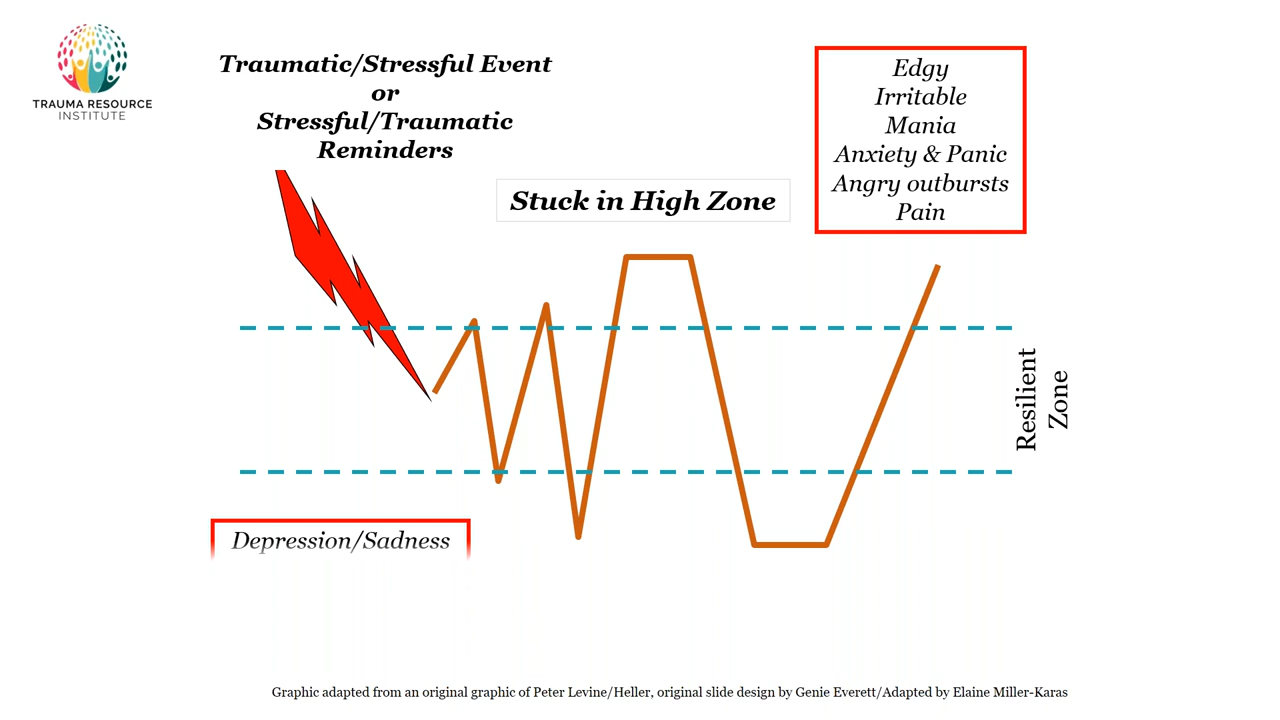 TRAUMA RESOURCE
INSTITUTE
Traumatic/Stressful Event
or
Stressful/Traumatic
Reminders
Edgy
Irritable
Mania
Anxiety & Panic
Angry outbursts
Pain
Stuck in High Zone
Resilient
Zone
Depression/Sadness
Graphic adapted from an original graphic of Peter Levine/Heller, original slide design by Genie Everett/Adapted by Elaine Miller-Karas